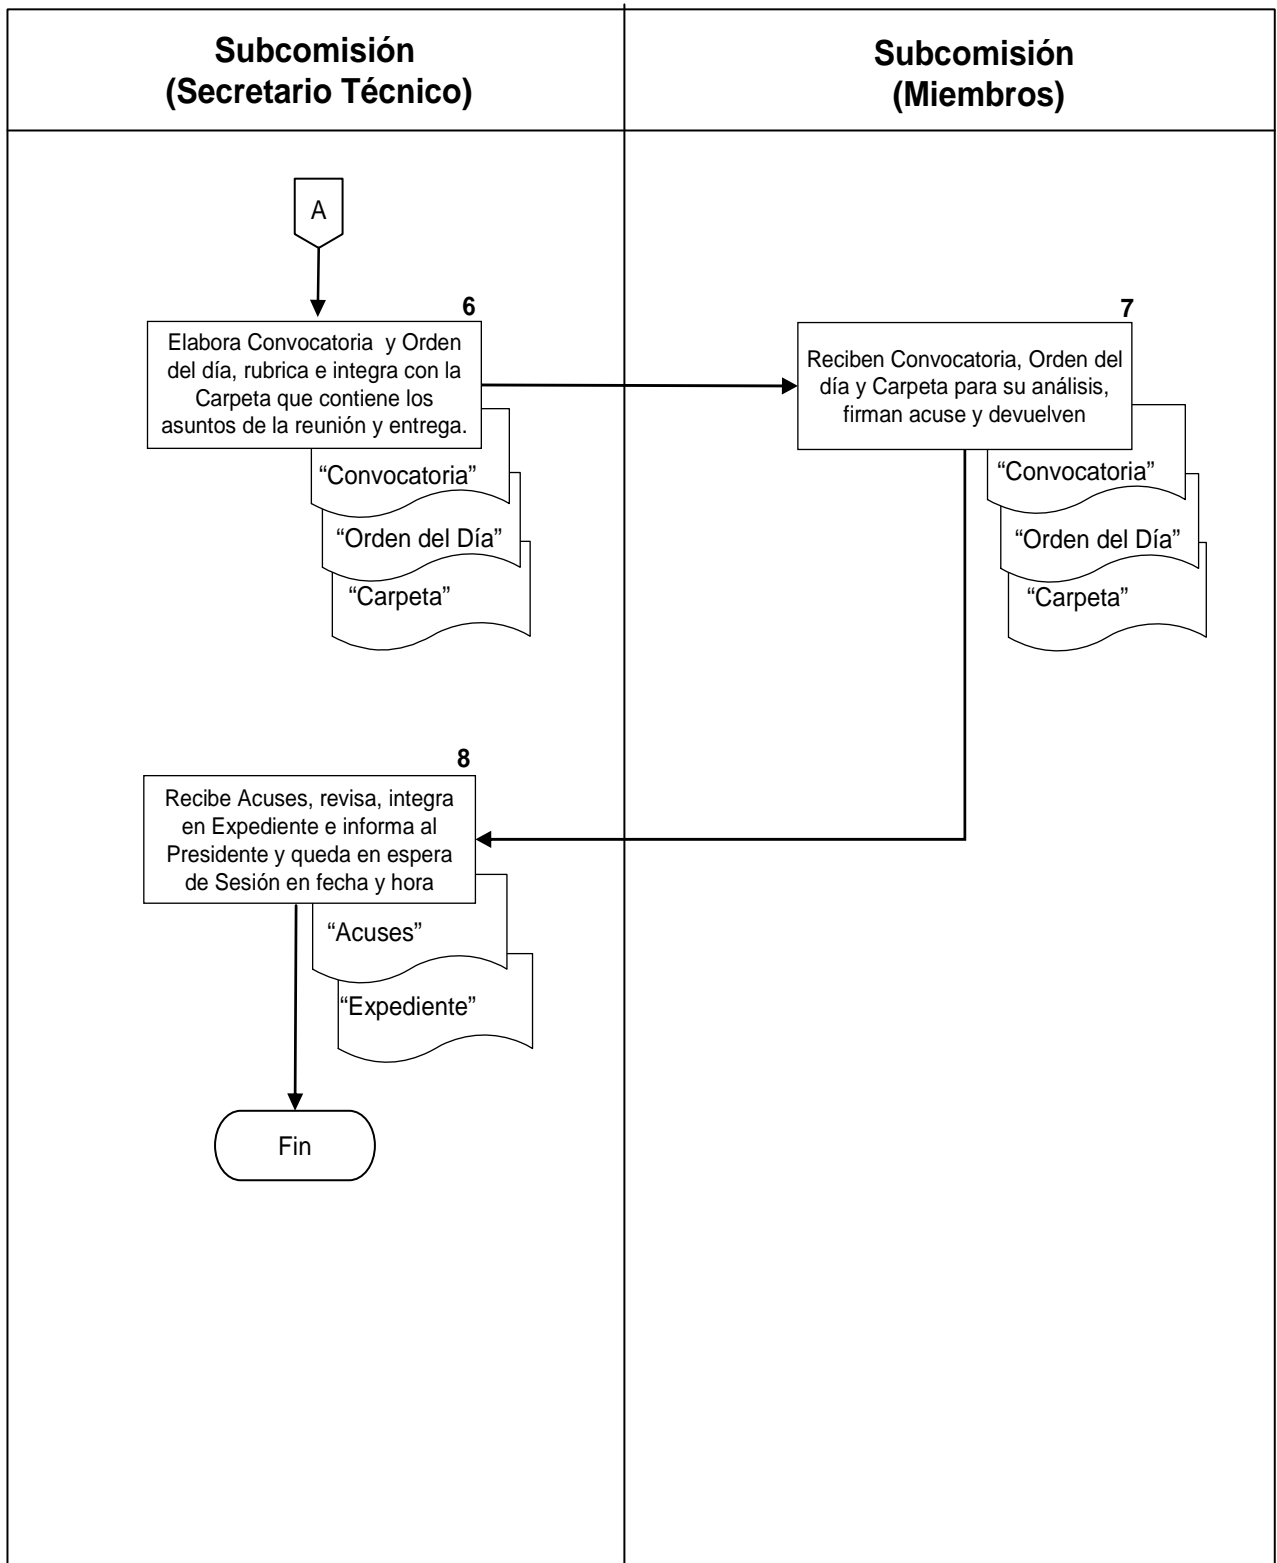 Subcomisión
(Secretario Técnico)
Subcomisión
(Miembros)
A
6
Elabora Convocatoria y Orden
del día, rubrica e integra con la
Carpeta que contiene los
asuntos de la reunión y entrega.
“Convocatoria”
“Orden del Día”
“Carpeta”
7
Reciben Convocatoria, Orden del
día y Carpeta para su análisis,
firman acuse y devuelven
“Convocatoria”
“Orden del Día”
“Carpeta”
8
Recibe Acuses, revisa, integra
en Expediente e informa al
Presidente y queda en espera
de Sesión en fecha y hora
“Acuses”
“Expediente”
Fin